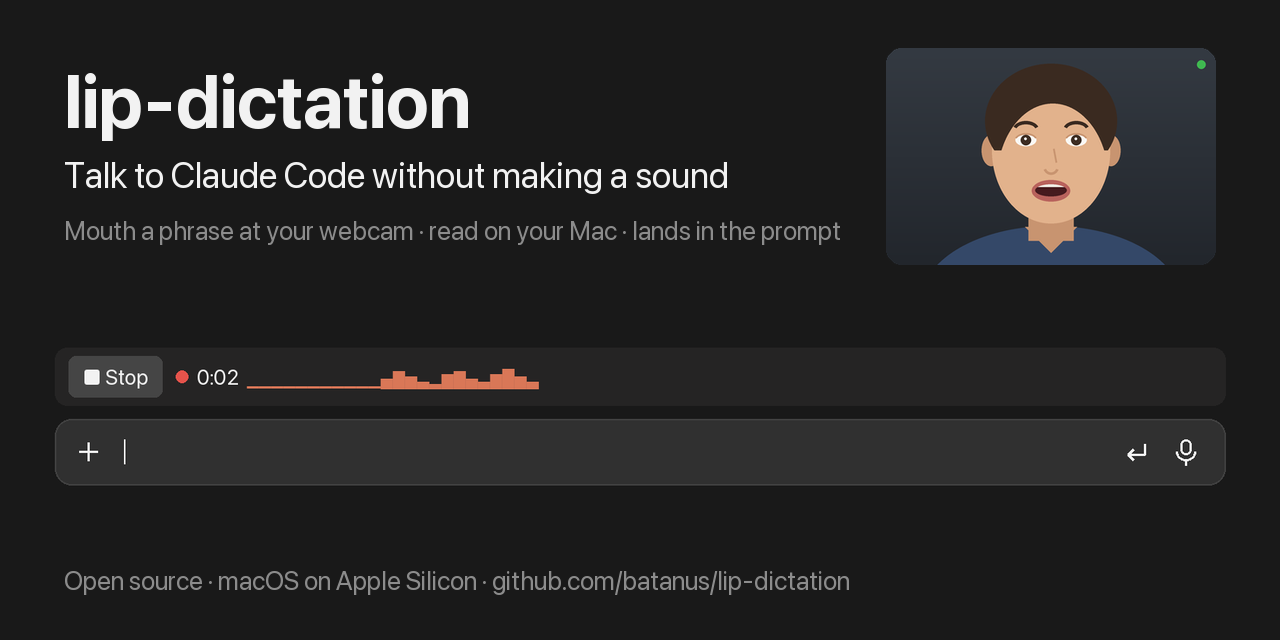 lip-dictation
Talk to Claude Code without making a sound
Mouth a phrase at your webcam · read on your Mac · lands in the prompt
Stop 0:02
Open source · macOS on Apple Silicon · github.com/batanus/lip-dictation